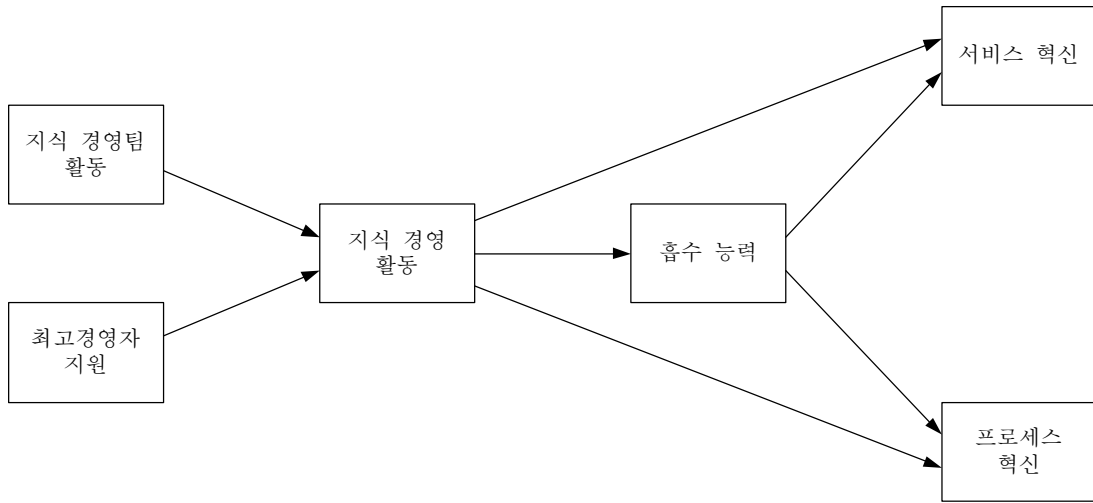 서비스 혁신
지식 경영팀
활동
지식 경영
활동
흡수 능력
최고경영자
지원
프로세스
혁신